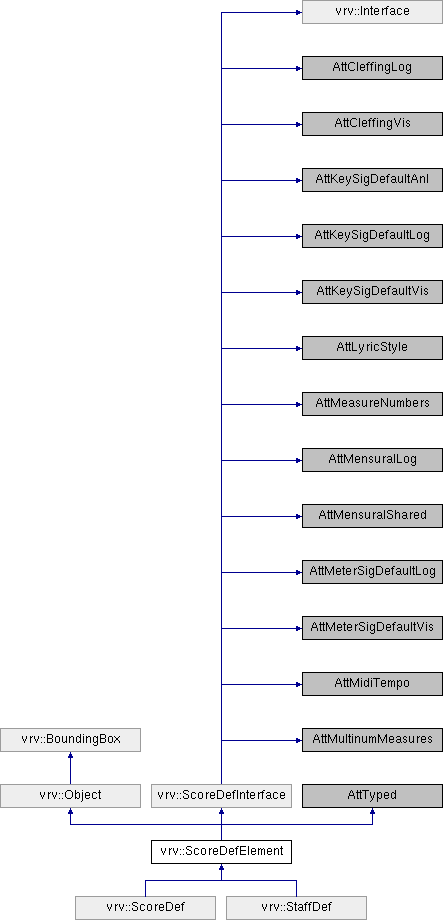 vrv::Interface
AttCleffingLog
AttCleffingVis
AttKeySigDefaultAnl
AttKeySigDefaultLog
AttKeySigDefaultVis
AttLyricStyle
AttMeasureNumbers
AttMensuralLog
AttMensuralShared
AttMeterSigDefaultLog
AttMeterSigDefaultVis
AttMidiTempo
vrv::BoundingBox
AttMultinumMeasures
vrv::Object
vrv::ScoreDefInterface
AttTyped
vrv::ScoreDefElement
vrv::ScoreDef
vrv::StaffDef